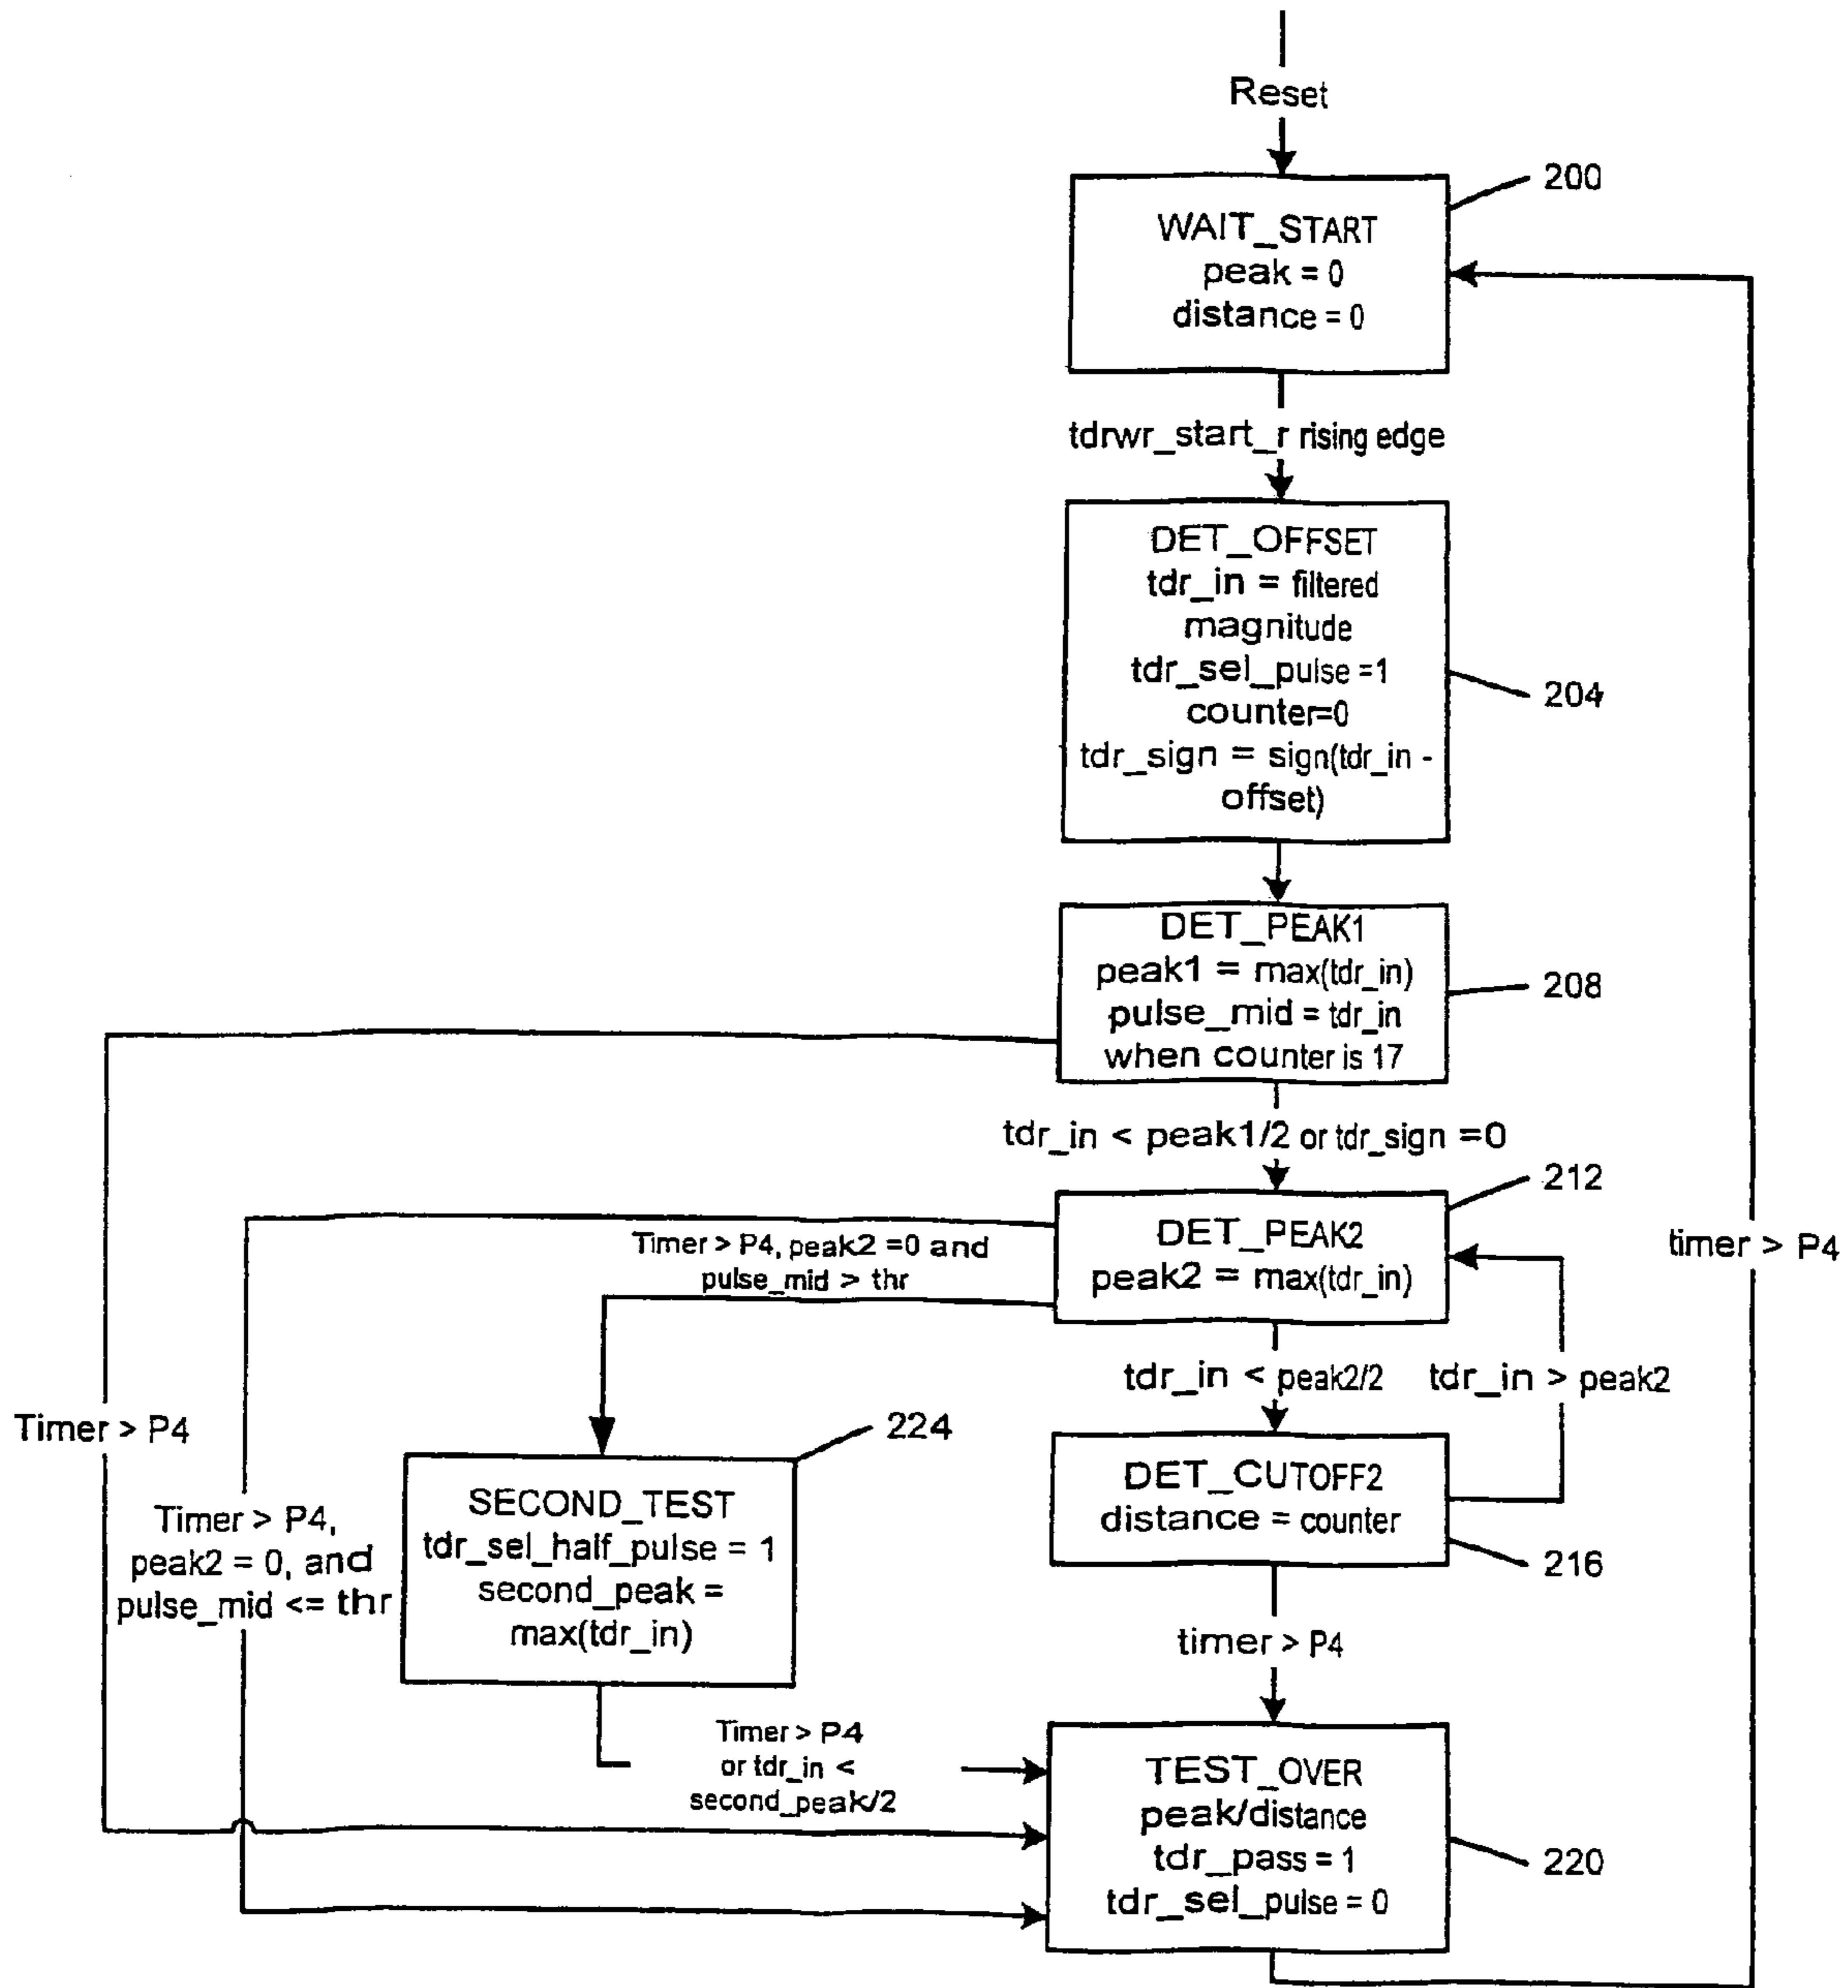 Reset
200
WAIT_START
peak = 0
distance = 0
tdrwr_start_r rising edge
DET_OFFSET
tdr_in = filtered
magnitude
tdr_sel_pulse =1
counter=0
tdr_sign = sign(tdr_in -
offset)
204
DET_PEAK1
peak1 = max(tdr_in)
pulse_mid = tdr_in
when counter is 17
208
tdr_in < peak1/2 or tdr_sign =0
212
DET_PEAK2
peak2 = max(tdr_in)
Timer > P4, peak2 =0 and
pulse_mid > thr
timer > P4
tdr_in < peak2/2
tdr_in > peak2
Timer > P4
224
SECOND_TEST
tdr_sel_half_pulse = 1
second_peak =
max(tdr_in)
DET_CUTOFF2
distance = counter
216
Timer > P4,
peak2 = 0, and
pulse_mid <= thr
timer > P4
Timer > P4
or tdr_in <
second_peak/2
TEST_OVER
peak/distance
tdr_pass = 1
tdr_sel_pulse = 0
220